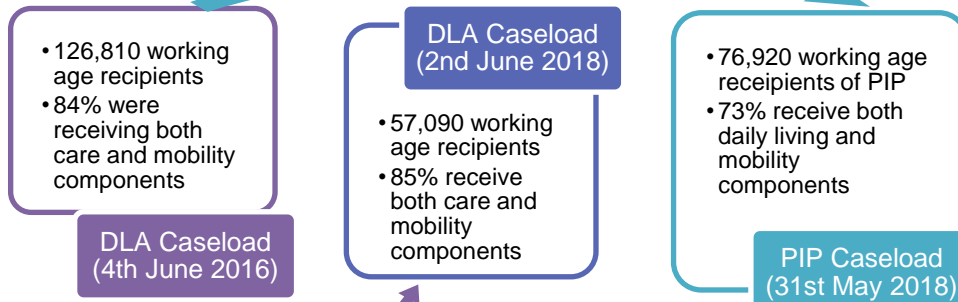 • 126,810 working
age recipients
• 84% were
receiving both
care and mobility
components
DLA Caseload
(4th June 2016)
DLA Caseload
(2nd June 2018)
• 57,090 working
age recipients
• 85% receive
both care and
mobility
components
• 76,920 working age
receipients of PIP
• 73% receive both
daily living and
mobility
components
PIP Caseload
(31st May 2018)